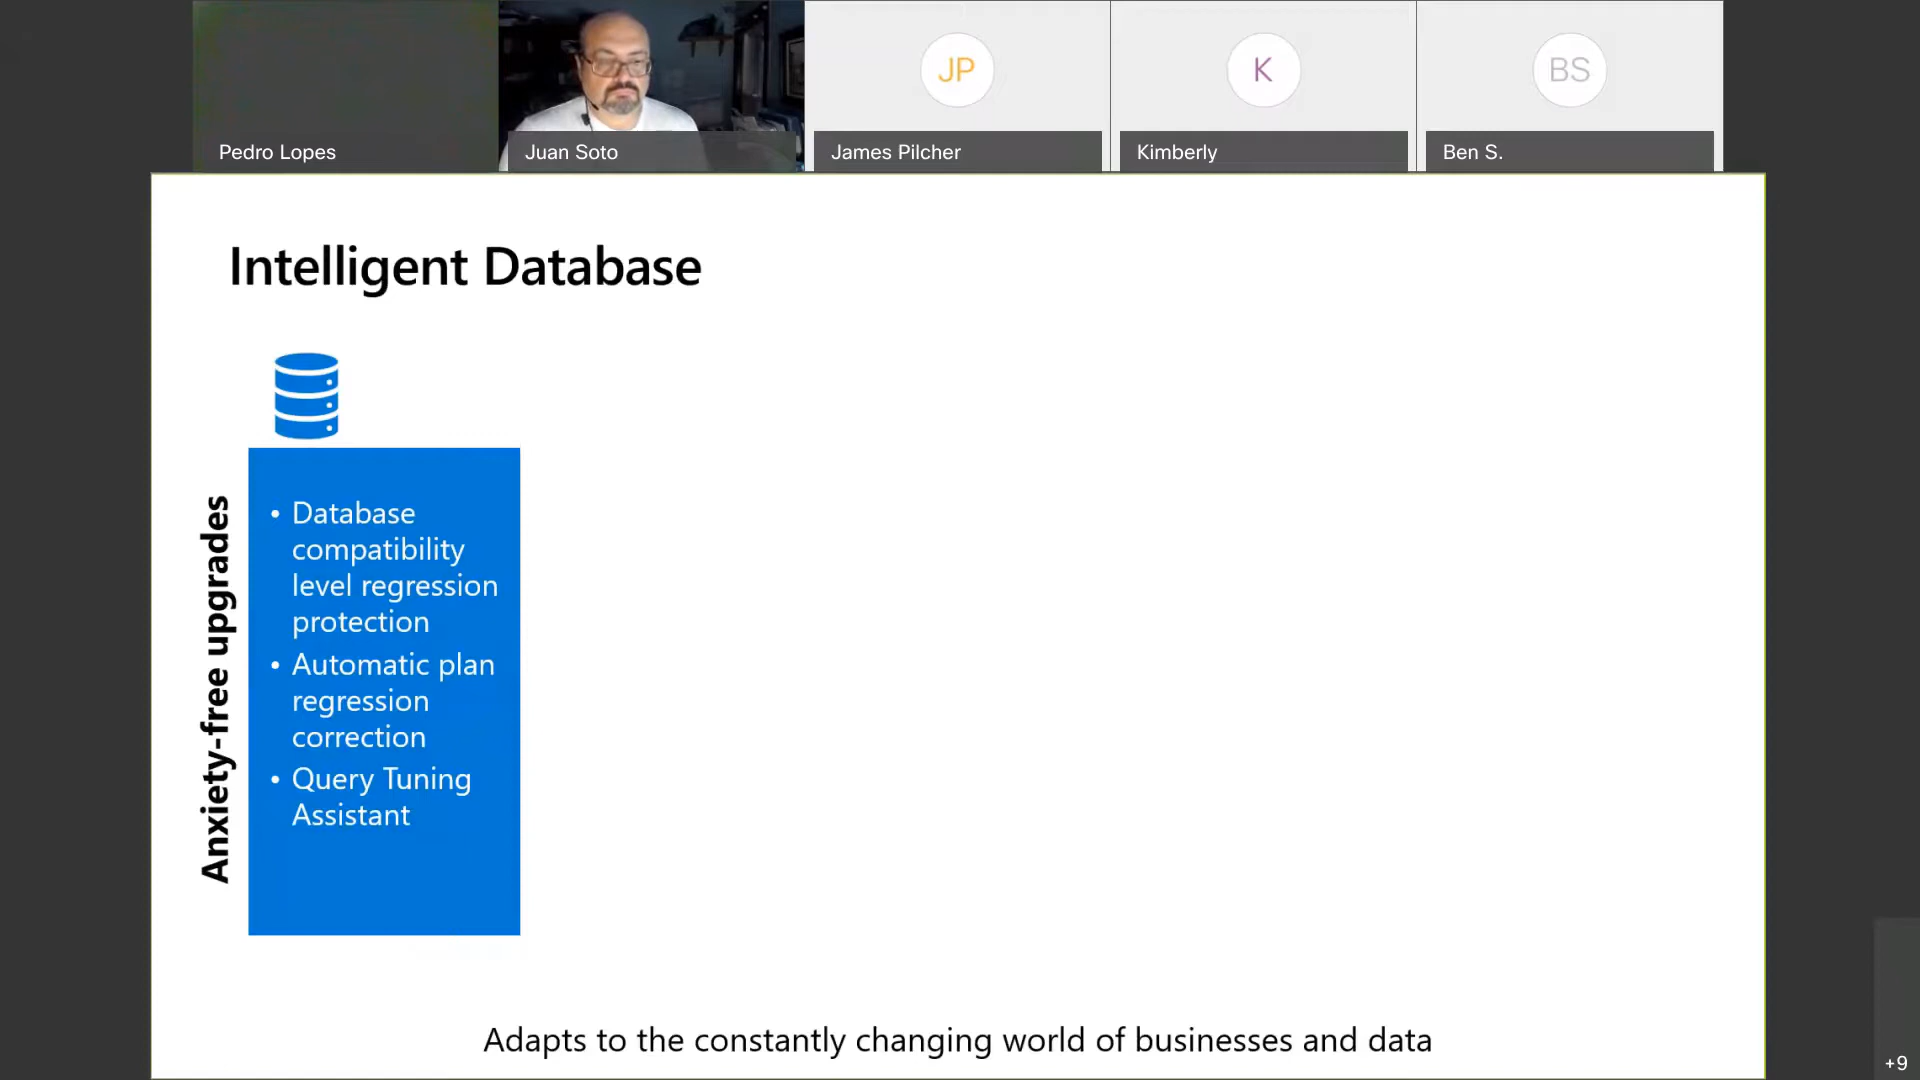 JP
K
BS
Pedro Lopes
Juan Soto
James Pilcher
Kimberly
Ben S.
Intelligent Database
Anxiety-free upgrades
• Database
compatibility
level regression
protection
• Automatic plan
regression
correction
• Query Tuning
Assistant
Adapts to the constantly changing world of businesses and data
+9